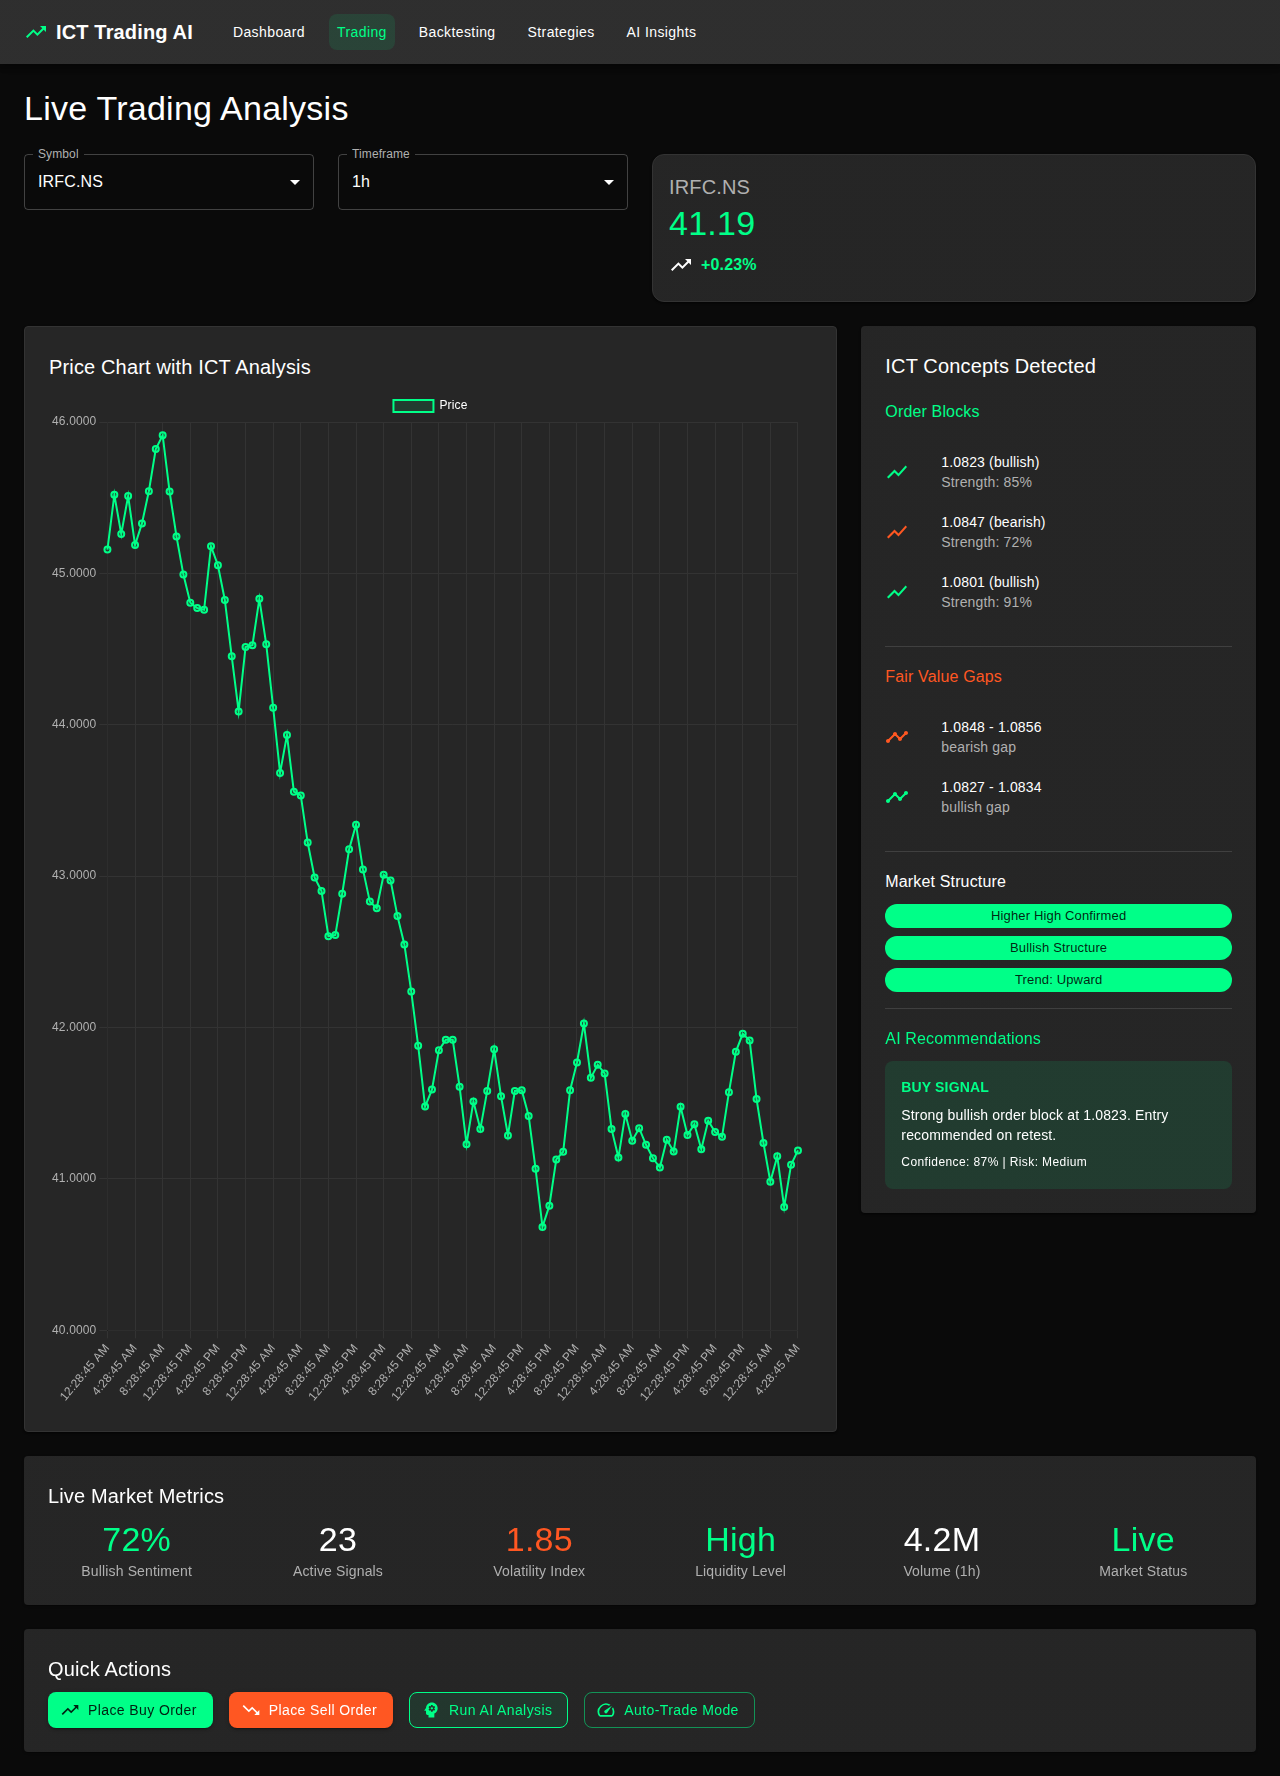 ICT Trading AI
Dashboard
Trading
Backtesting
Strategies
AI Insights
Live Trading Analysis
Symbol
IRFC.NS
Timeframe
1h
IRFC.NS
41.19
+0.23%
Price Chart with ICT Analysis
Price
46.0000
45.0000
44.0000
43.0000
42.0000
41.0000
40.0000
12:28:45 AM
4:28:45 AM
8:28:45 AM
12:28:45 PM
4:28:45 PM
8:28:45 PM
12:28:45 AM
4:28:45 AM
8:28:45 AM
12:28:45 PM
4:28:45 PM
8:28:45 PM
12:28:45 AM
4:28:45 AM
8:28:45 AM
12:28:45 PM
4:28:45 PM
8:28:45 PM
12:28:45 AM
4:28:45 AM
8:28:45 AM
12:28:45 PM
4:28:45 PM
8:28:45 PM
12:28:45 AM
4:28:45 AM
ICT Concepts Detected
Order Blocks
1.0823 (bullish)
Strength: 85%
1.0847 (bearish)
Strength: 72%
1.0801 (bullish)
Strength: 91%
Fair Value Gaps
1.0848 - 1.0856
bearish gap
1.0827 - 1.0834
bullish gap
Market Structure
Higher High Confirmed
Bullish Structure
Trend: Upward
AI Recommendations
BUY SIGNAL
Strong bullish order block at 1.0823. Entry
recommended on retest.
Confidence: 87% | Risk: Medium
Live Market Metrics
72%
Bullish Sentiment
23
Active Signals
1.85
Volatility Index
High
Liquidity Level
4.2M
Volume (1h)
Live
Market Status
Quick Actions
Place Buy Order
Place Sell Order
Run AI Analysis
Auto-Trade Mode